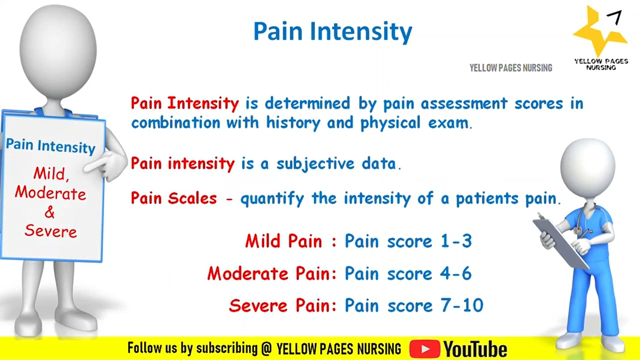 Pain Intensity
7
YELLOW PAGES
NURSING
YELLOW PAGES NURSING
Pain Intensity is determined by pain assessment scores in
combination with history and physical exam.
Pain intensity is a subjective data.
Pain Scales - quantify the intensity of a patients pain.
Pain Intensity
Mild,
Moderate
&
Severe
Mild Pain : Pain score 1-3
Moderate Pain: Pain score 4-6
Severe Pain: Pain score 7-10
Follow us by subscribing @ YELLOW PAGES NURSING YouTube